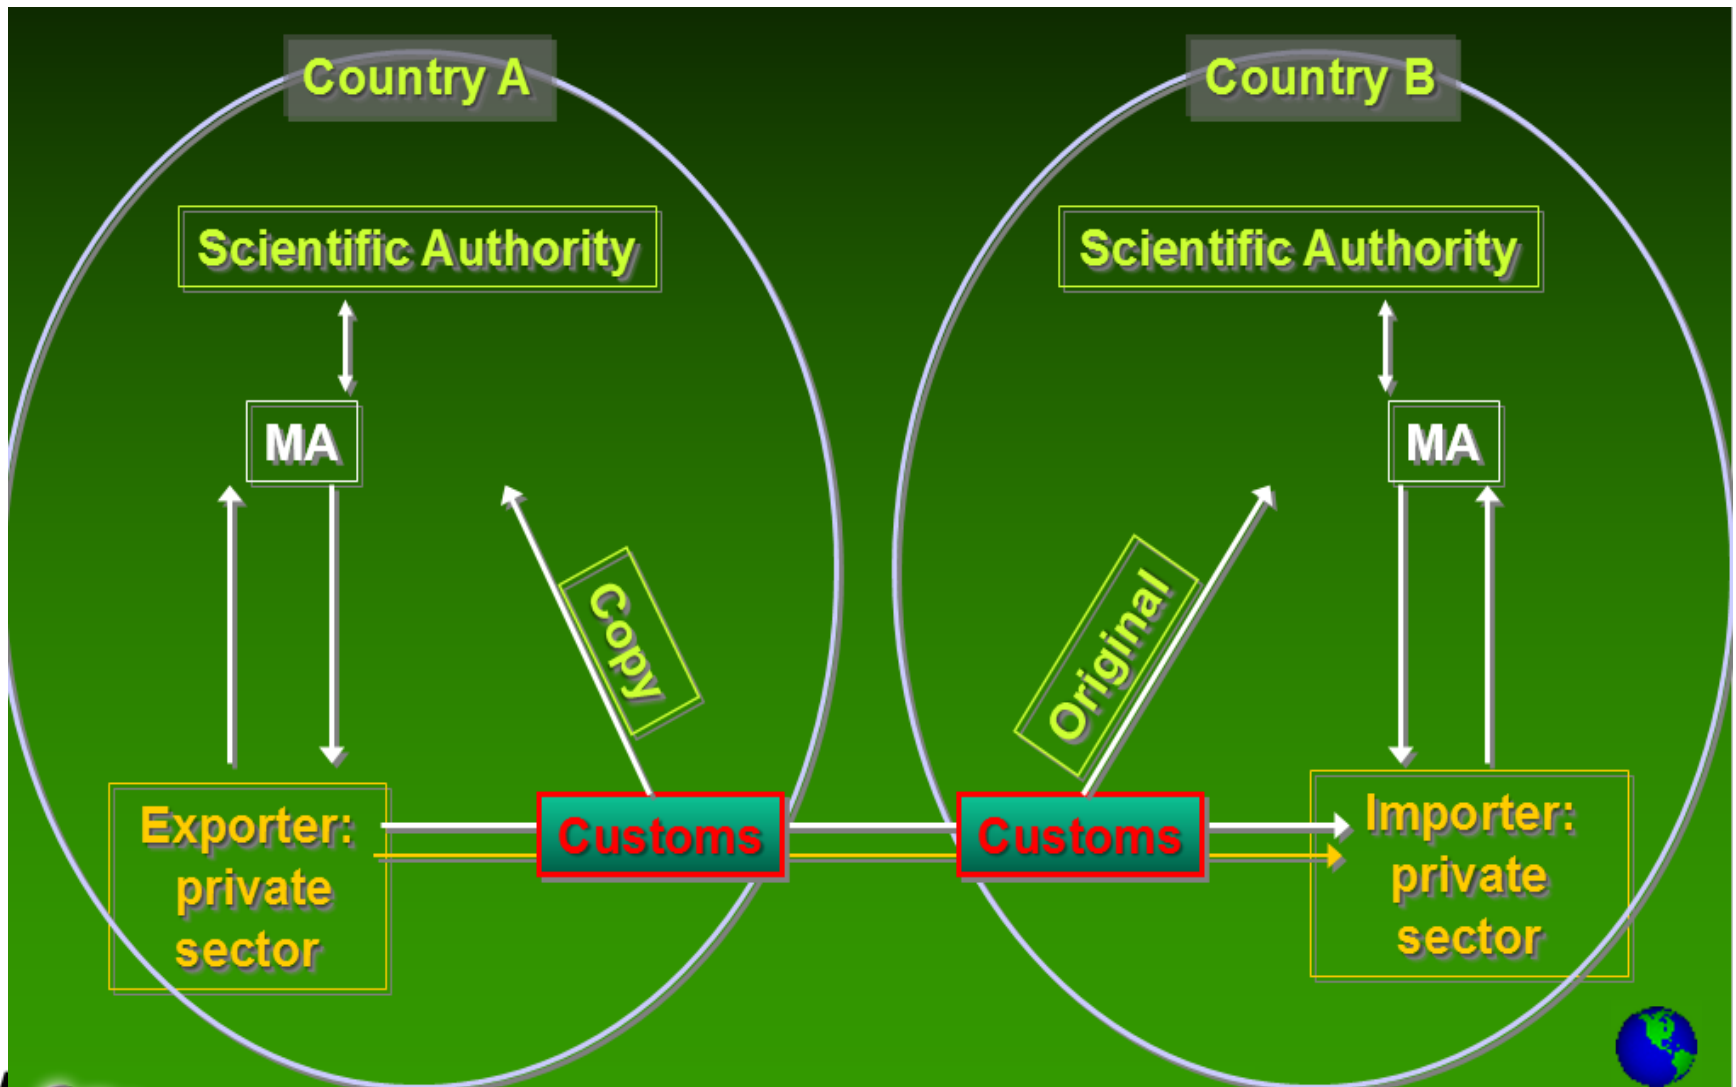 Country A
Country B
Scientific Authority
Scientific Authority
MA
MA
Copy
Original
Exporter:
private
sector
Customs
Customs
Importer:
private
sector